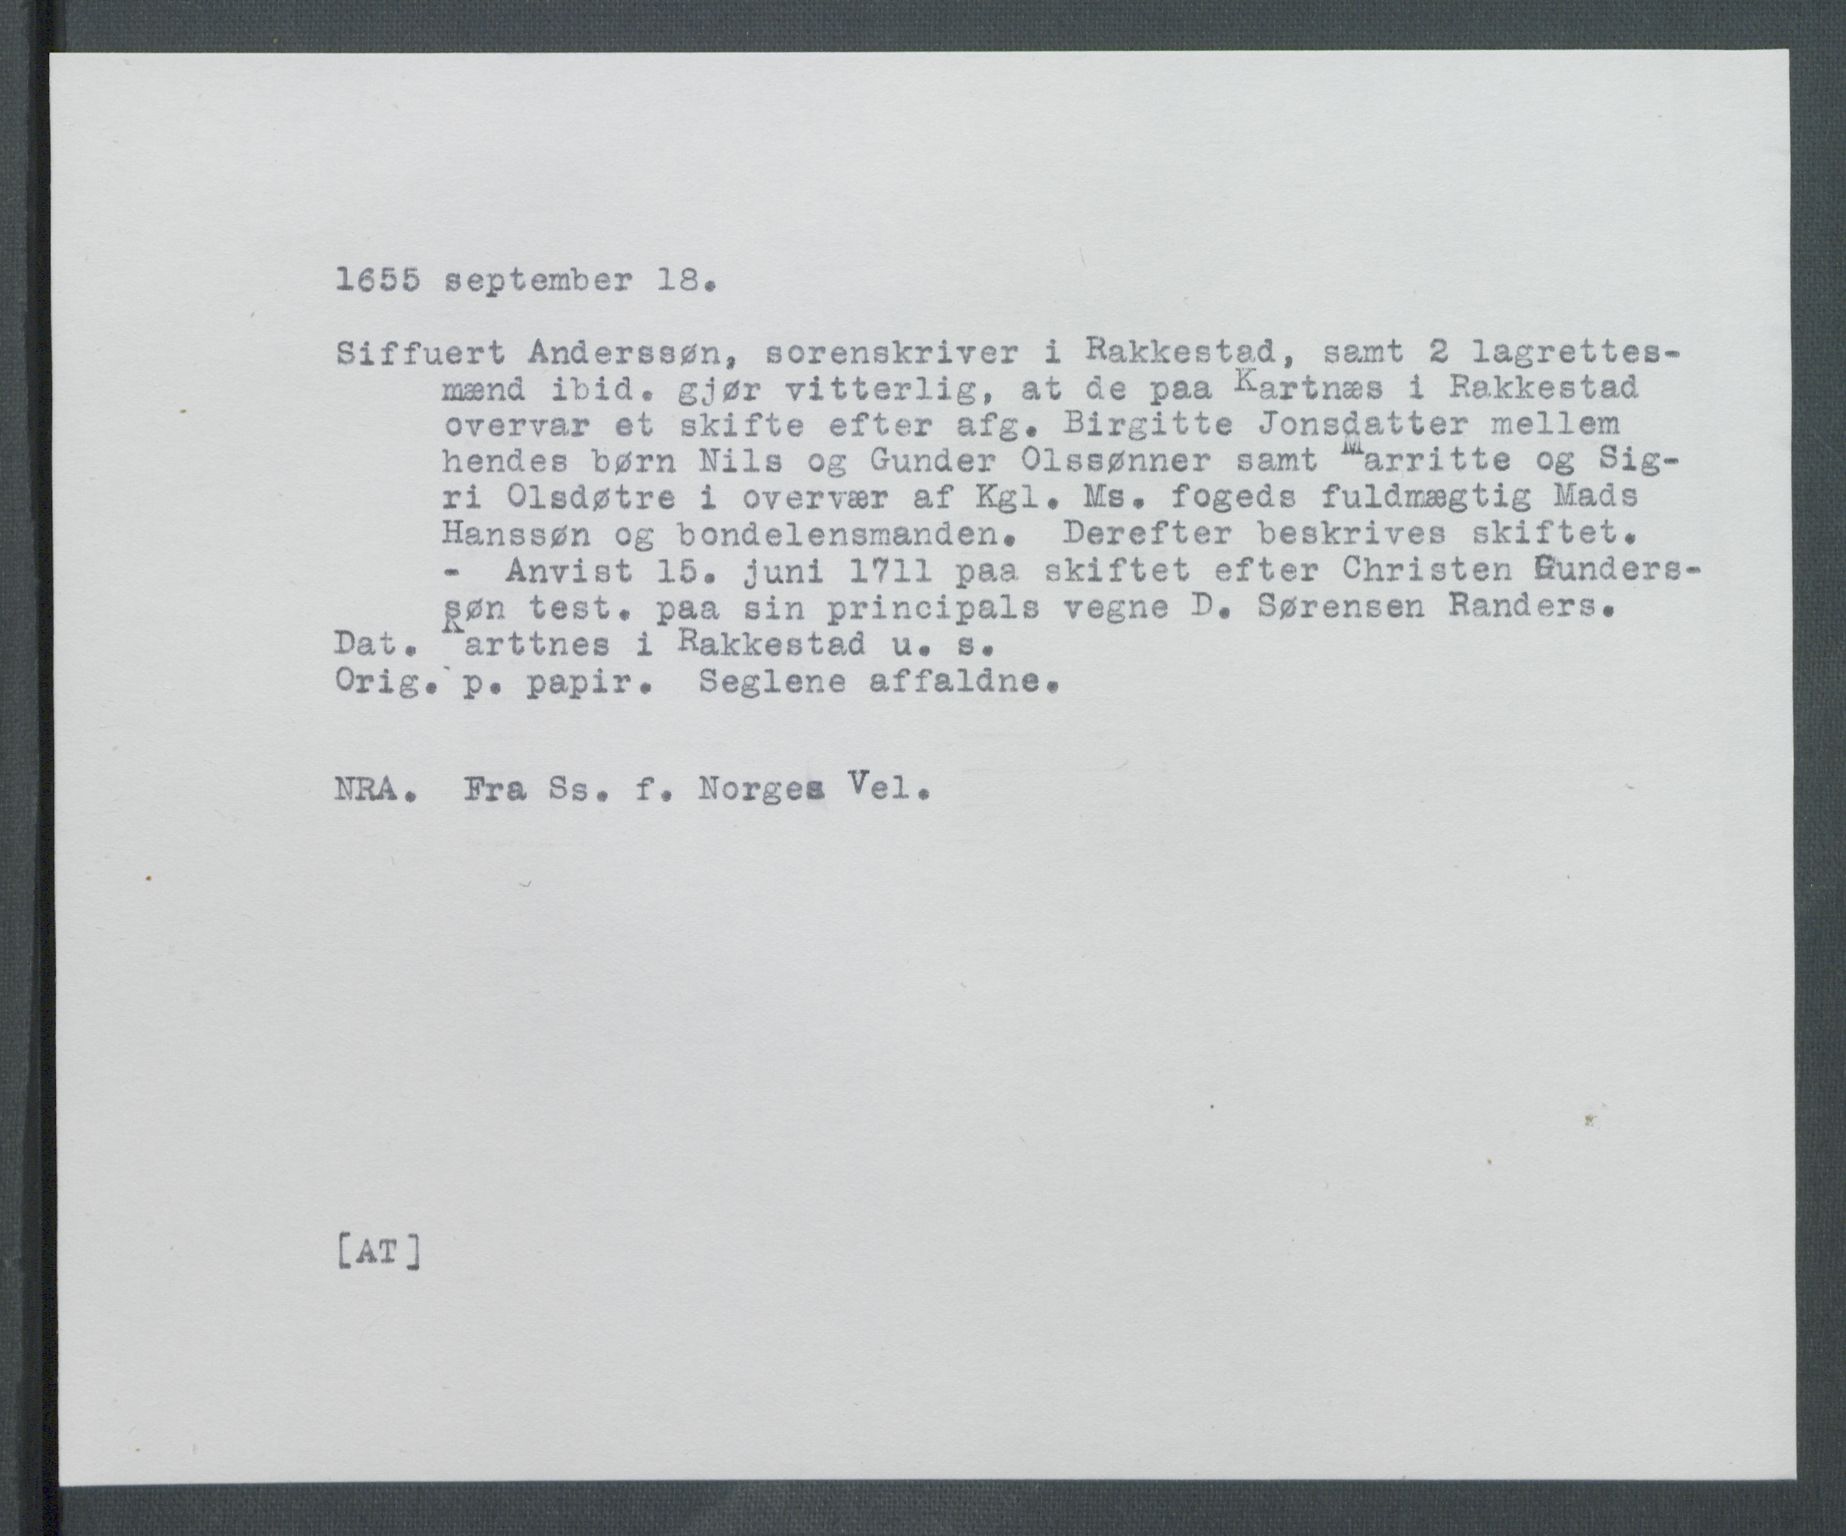 1655 september 18.
Siffuert Anderssøn, sorenskriver i Rakkestad, samt 2 lagrettes-
mænd ibid. gjør vitterlig, at de paa Kartnæs i Rakkestad
overvar et skifte efter afg. Birgitte Jonsdatter mellem
hendes børn Nils og Gunder Olssønner samt Marritte og Sig-
ri Olsdøtre i overvær af Kgl. Ms. fogeds fuldmægtig Mads
Hanssøn og bondelensmanden. Derefter beskrives skiftet.
- Anvist 15. juni 1711 paa skiftet efter Christen Gunders-
søn test. paa sin principals vegne D. Sørensen Randers.
Dat. Karttnes i Rakkestad u. s.
Orig. p. papir. Seglene affaldne.
NRA. Fra Ss. f. Norges Vel.
[AT]